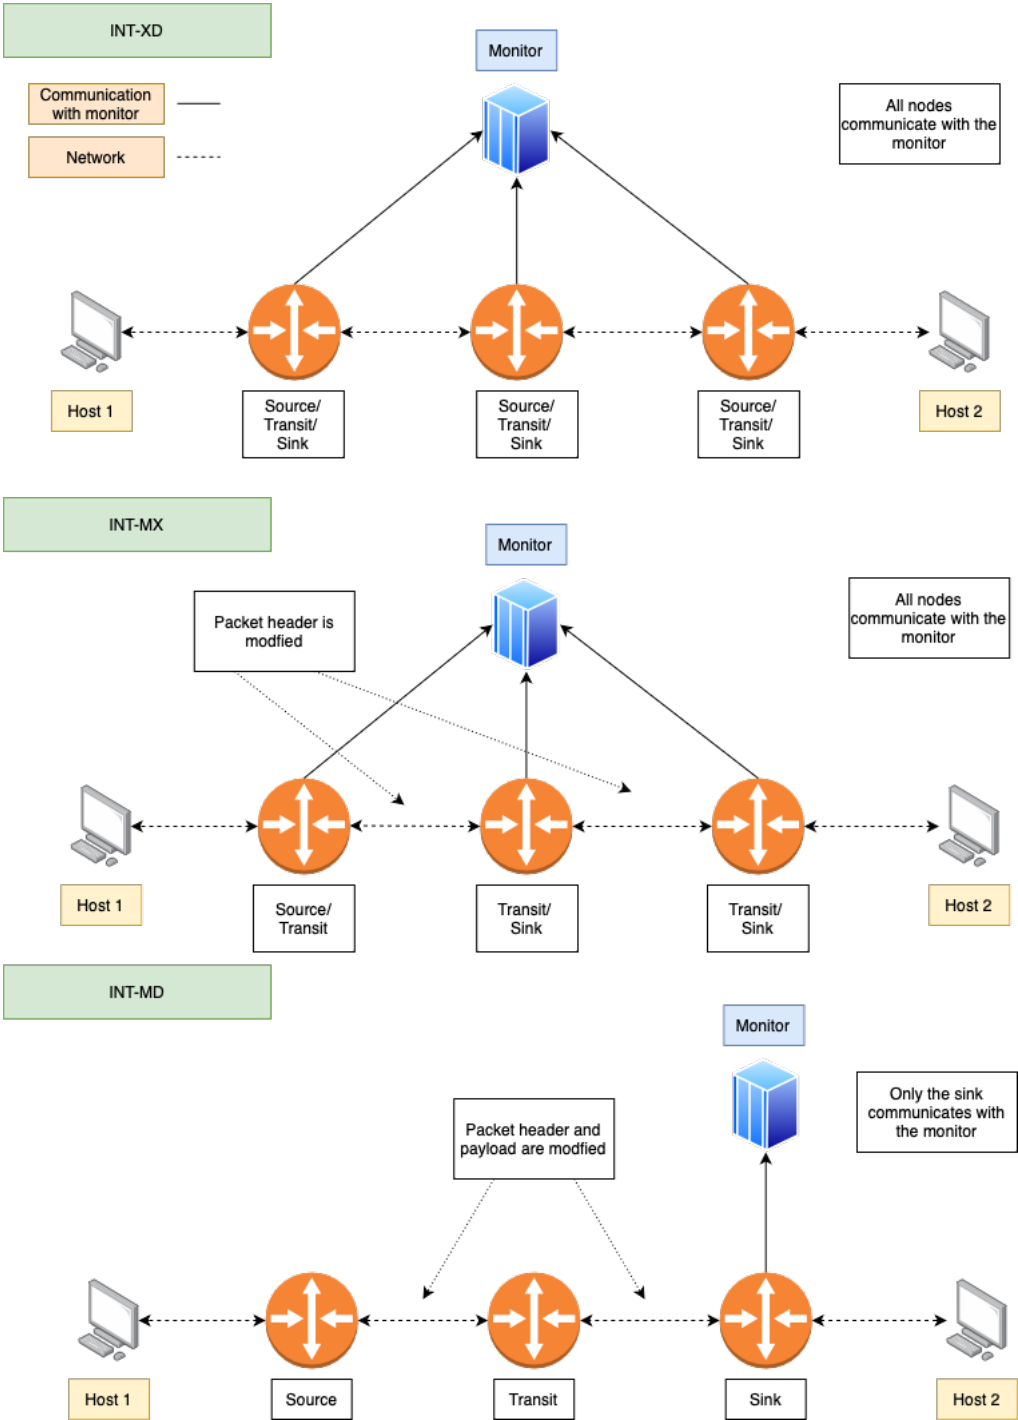 INT-XD
Monitor
Communication
with monitor
Network
All nodes
communicate with the
monitor
Host 1
Source/
Transit/
Sink
Source/
Transit/
Sink
Source/
Transit/
Sink
Host 2
INT-MX
Monitor
Packet header is
modfied
All nodes
communicate with the
monitor
Host 1
Source/
Transit
Transit/
Sink
Transit/
Sink
Host 2
INT-MD
Monitor
Packet header and
payload are modfied
Only the sink
communicates with
the monitor
Host 1
Source
Transit
Sink
Host 2